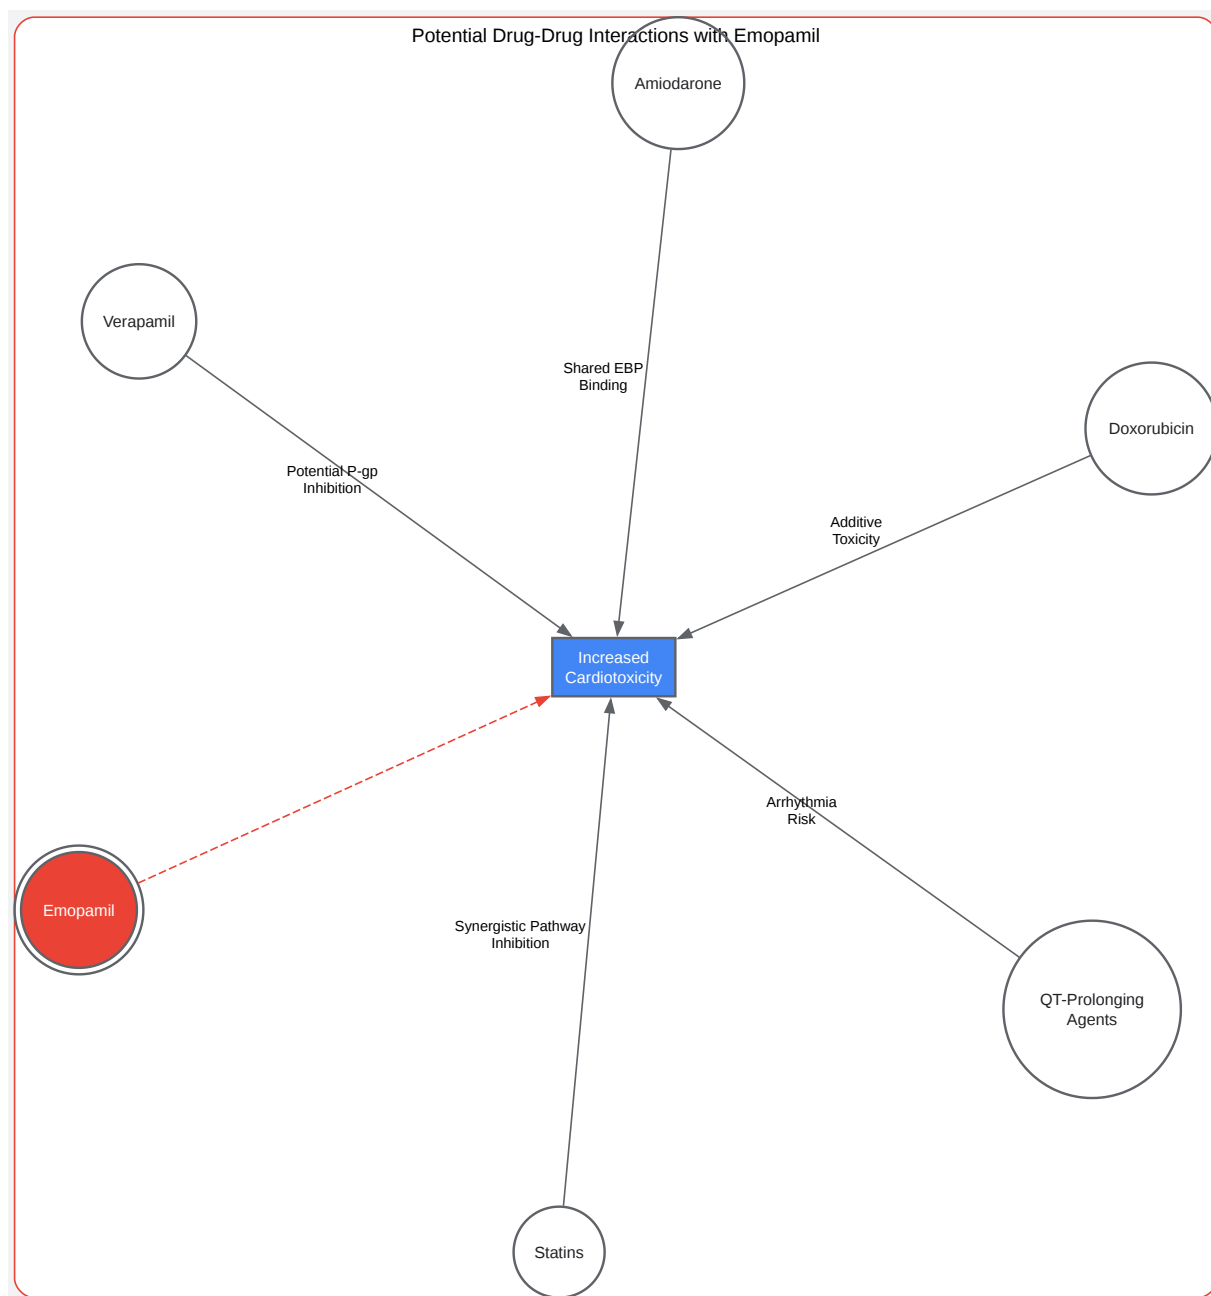 Potential Drug-Drug Interactions with Emopamil
Amiodarone
Verapamil
Shared EBP
Binding
Doxorubicin
Potential P-gp
Inhibition
Additive
Toxicity
Increased
Cardiotoxicity
Arrhythmia
Risk
Emopamil
Synergistic Pathway
Inhibition
QT-Prolonging
Agents
Statins